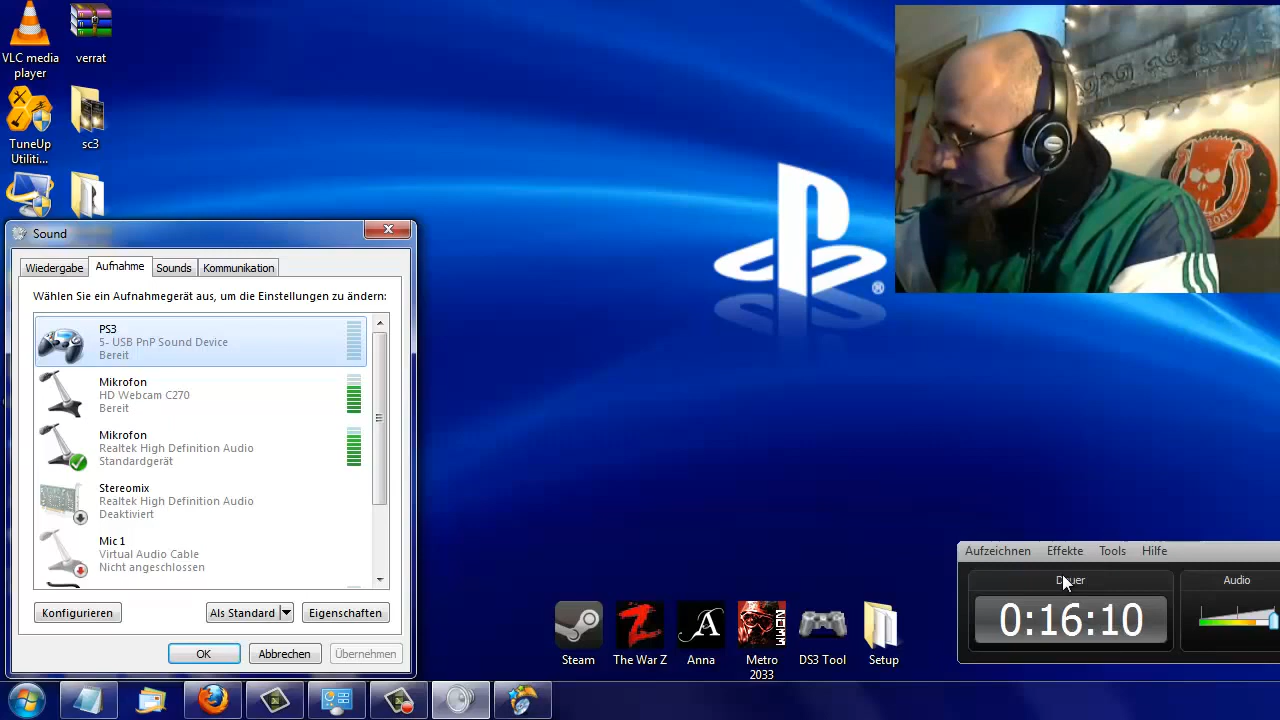 VLC media
player
verrat
TuneUp
Utiliti...
sc3
Sound
Wiedergabe
Aufnahme
Sounds
Kommunikation
Wählen Sie ein Aufnahmegerät aus, um die Einstellungen zu ändern:
PS3
5- USB PnP Sound Device
Bereit
Mikrofon
HD Webcam C270
Bereit
Mikrofon
Realtek High Definition Audio
Standardgerät
Stereomix
Realtek High Definition Audio
Deaktiviert
Mic 1
Virtual Audio Cable
Nicht angeschlossen
Konfigurieren
Als Standard
Eigenschaften
OK
Abbrechen
Übernehmen
®
Steam
The War Z
Anna
Metro
2033
DS3 Tool
Setup
Aufzeichnen
Effekte
Tools
Hilfe
Dauer
0:16:10
Audio